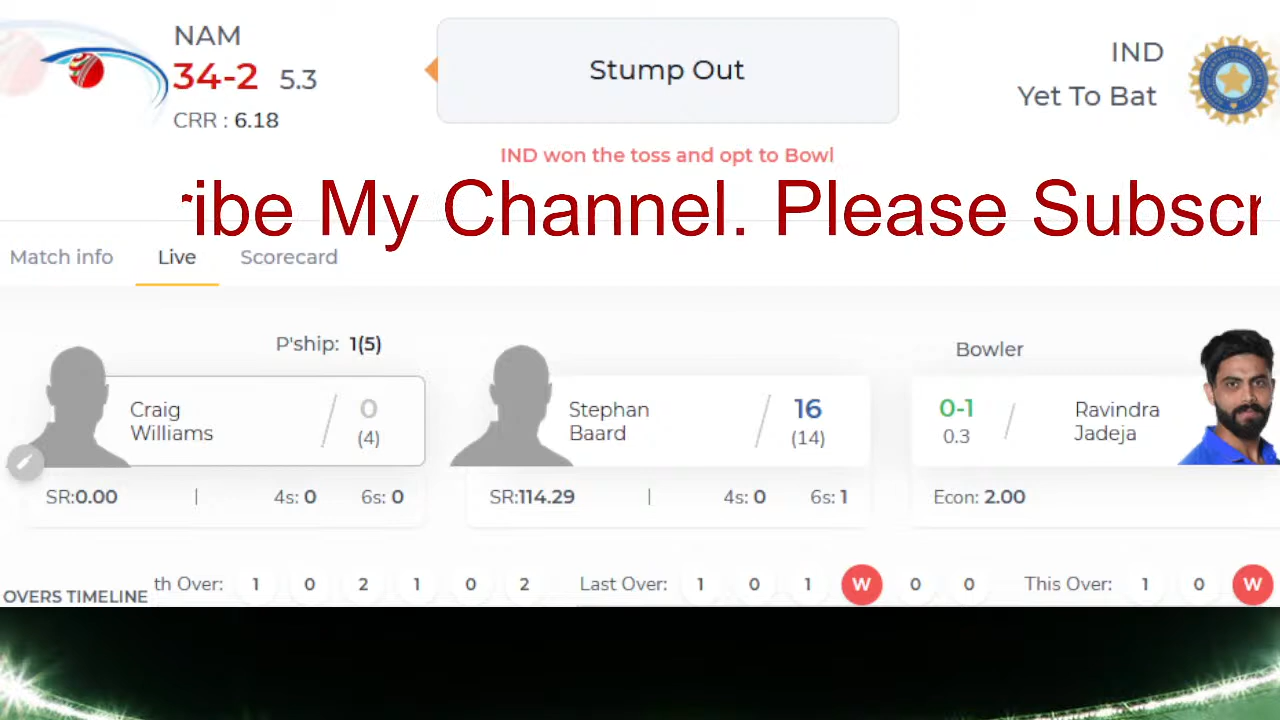 NAM
34-2 5.3
CRR : 6.18
Stump Out
IND won the toss and opt to Bowl
IND
Yet To Bat
ribe My Channel. Please Subscr
Match info Live Scorecard
P'ship: 1(5)
Craig
Williams
0
(4)
SR:0.00 | 4s: 0 6s: 0
Stephan
Baard
16
(14)
SR:114.29 | 4s: 0 6s: 1
Bowler
0-1
0.3
Ravindra
Jadeja
Econ: 2.00
OVERS TIMELINE
th Over: 1 0 2 1 0 2 Last Over: 1 0 1 W 0 0 This Over: 1 0 W